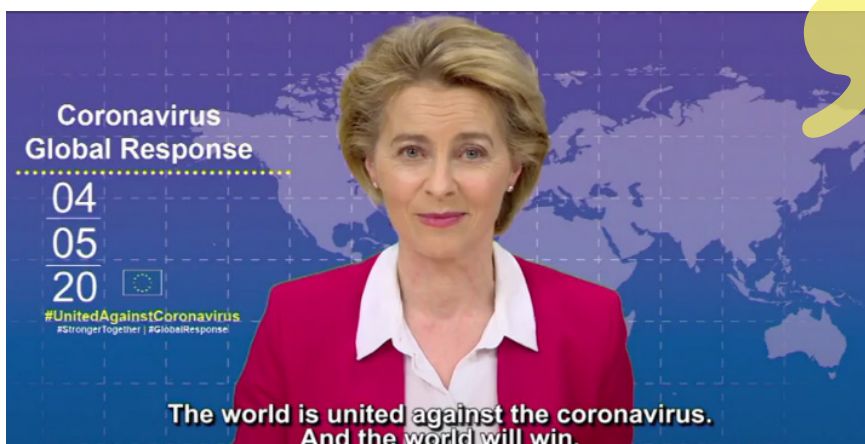 Coronavirus
Global Response
04
05
20
#UnitedAgainstCoronavirus
#StrongerTogether | #GlobalResponse
The world is united against the coronavirus.
And the world will win.